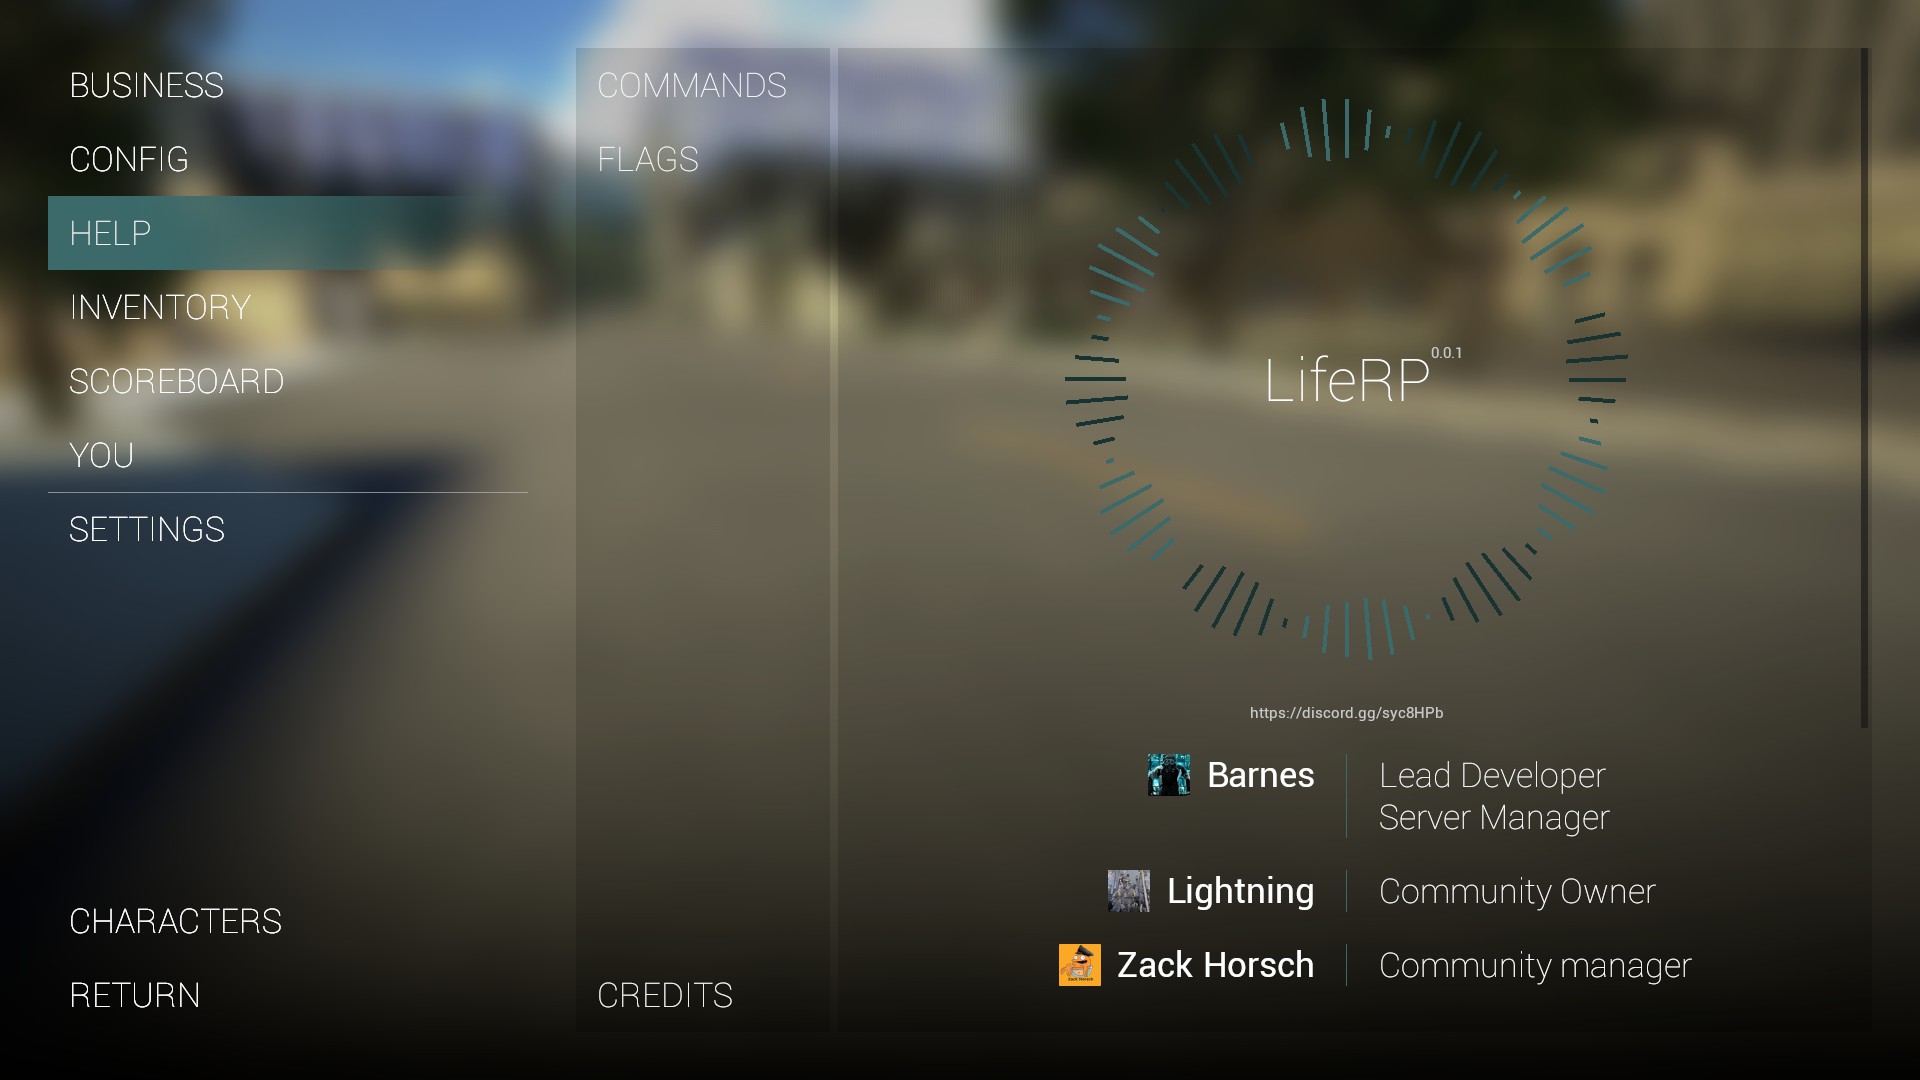 BUSINESS
CONFIG
HELP
INVENTORY
SCOREBOARD
YOU
SETTINGS
CHARACTERS
RETURN
COMMANDS
FLAGS
CREDITS
LifeRP 0.0.1
https://discord.gg/syc8HPb
Barnes
Lead Developer
Server Manager
Lightning
Community Owner
Zack Horsch
Community manager